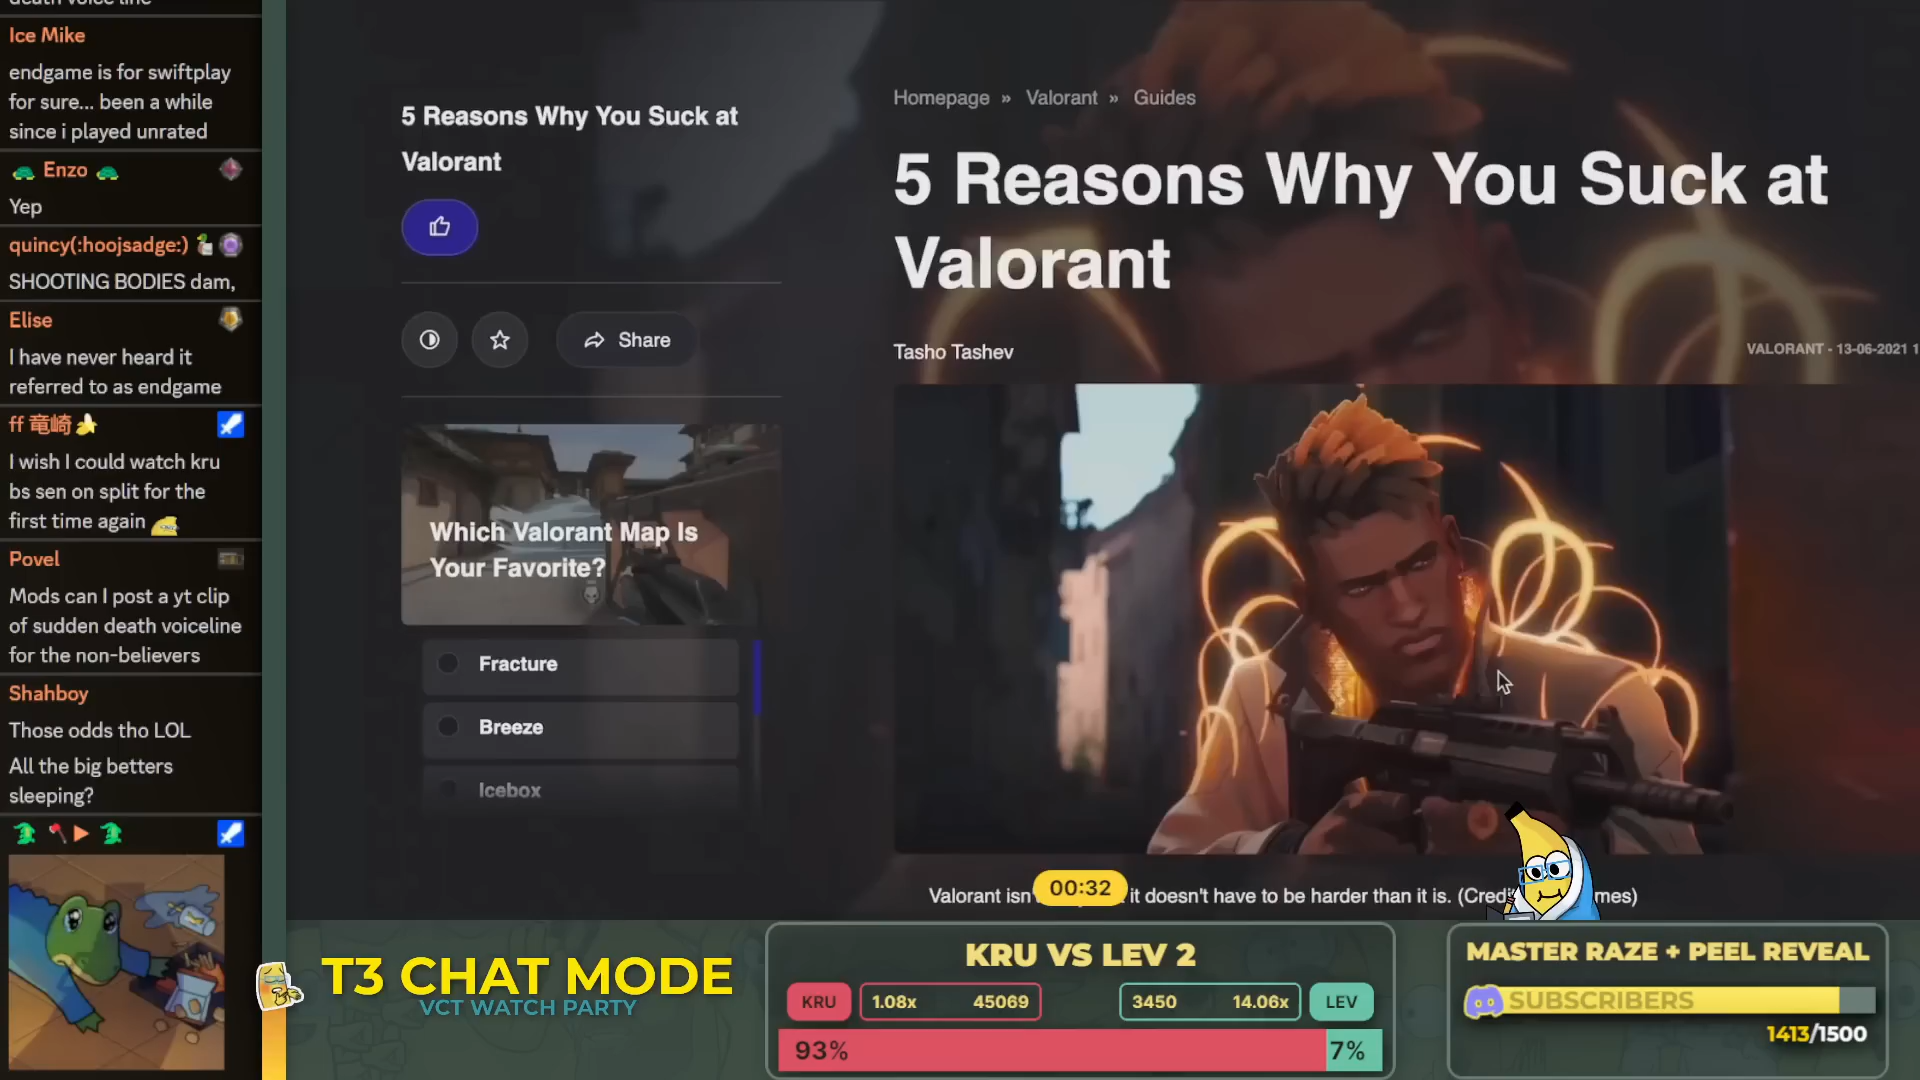 death voice line
Ice Mike
endgame is for swiftplay
for sure... been a while
since i played unrated
Enzo
Yep
quincy(:hoojsadge:)
SHOOTING BODIES dam,
Elise
I have never heard it
referred to as endgame
ff 竜崎
I wish I could watch kru
bs sen on split for the
first time again
Povel
Mods can I post a yt clip
of sudden death voiceline
for the non-believers
Shahboy
Those odds tho LOL
All the big betters
sleeping?
5 Reasons Why You Suck at
Valorant
Share
Which Valorant Map Is
Your Favorite?
Fracture
Breeze
Icebox
Homepage » Valorant » Guides
5 Reasons Why You Suck at
Valorant
Tasho Tashev
VALORANT - 13-06-2021 1
Valorant isn
00:32
it doesn't have to be harder than it is. (Credi
mes)
T3 CHAT MODE
VCT WATCH PARTY
KRU VS LEV 2
KRU 1.08x 45069 3450 14.06x LEV
93% 7%
MASTER RAZE + PEEL REVEAL
SUBSCRIBERS
1413/1500